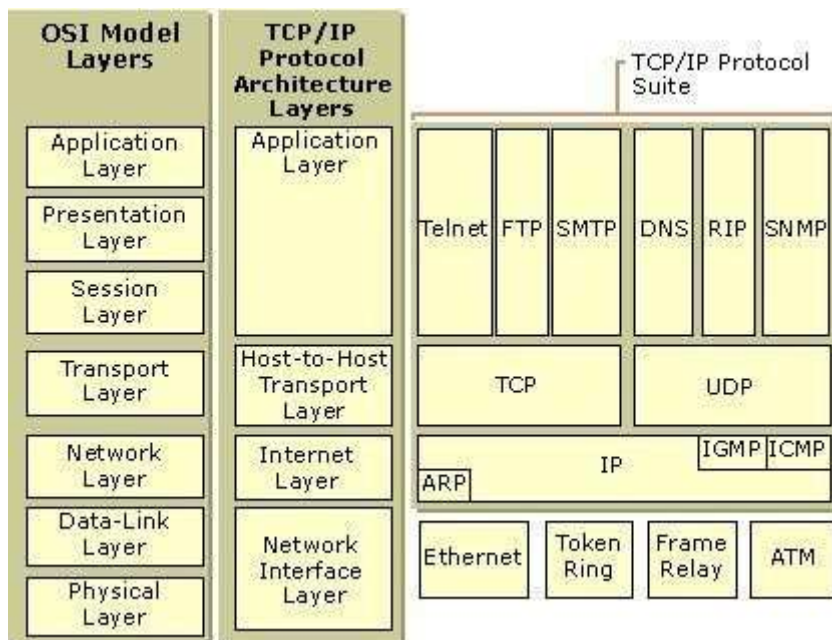 OSI Model
Layers
Application
Layer
Presentation
Layer
Session
Layer
Transport
Layer
Network
Layer
Data-Link
Layer
Physical
Layer
TCP/IP
Protocol
Architecture
Layers
Application
Layer
Host-to-Host
Transport
Layer
Internet
Layer
Network
Interface
Layer
TCP/IP Protocol
Suite
Telnet
FTP
SMTP
DNS
RIP
SNMP
TCP
UDP
IP
IGMP
ICMP
ARP
Ethernet
Token
Ring
Frame
Relay
ATM